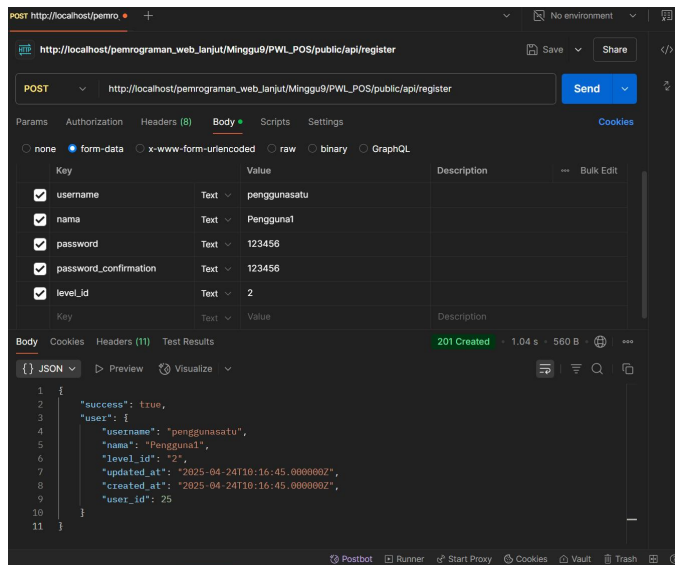 POST http://localhost/pemro. No environment
HTTP http://localhost/pemrograman_web_lanjut/Minggu9/PWL_POS/public/api/register Save Share
POST http://localhost/pemrograman_web_lanjut/Minggu9/PWL_POS/public/api/register Send
Params Authorization Headers (8) Body Scripts Settings Cookies
none form-data x-www-form-urlencoded raw binary GraphQL
Key Value Description Bulk Edit
username Text penggunasatu
nama Text Pengguna1
password Text 123456
password_confirmation Text 123456
level_id Text 2
Key Text Value Description
Body Cookies Headers (11) Test Results 201 Created 1.04 s 560 B
{} JSON Preview Visualize
1 {
2 "success": true,
3 "user": {
4 "username": "penggunasatu",
5 "nama": "Pengguna1",
6 "level_id": "2",
7 "updated_at": "2025-04-24T10:16:45.000000Z",
8 "created_at": "2025-04-24T10:16:45.000000Z",
9 "user_id": 25
10 }
11 }
Postbot Runner Start Proxy Cookies Vault Trash